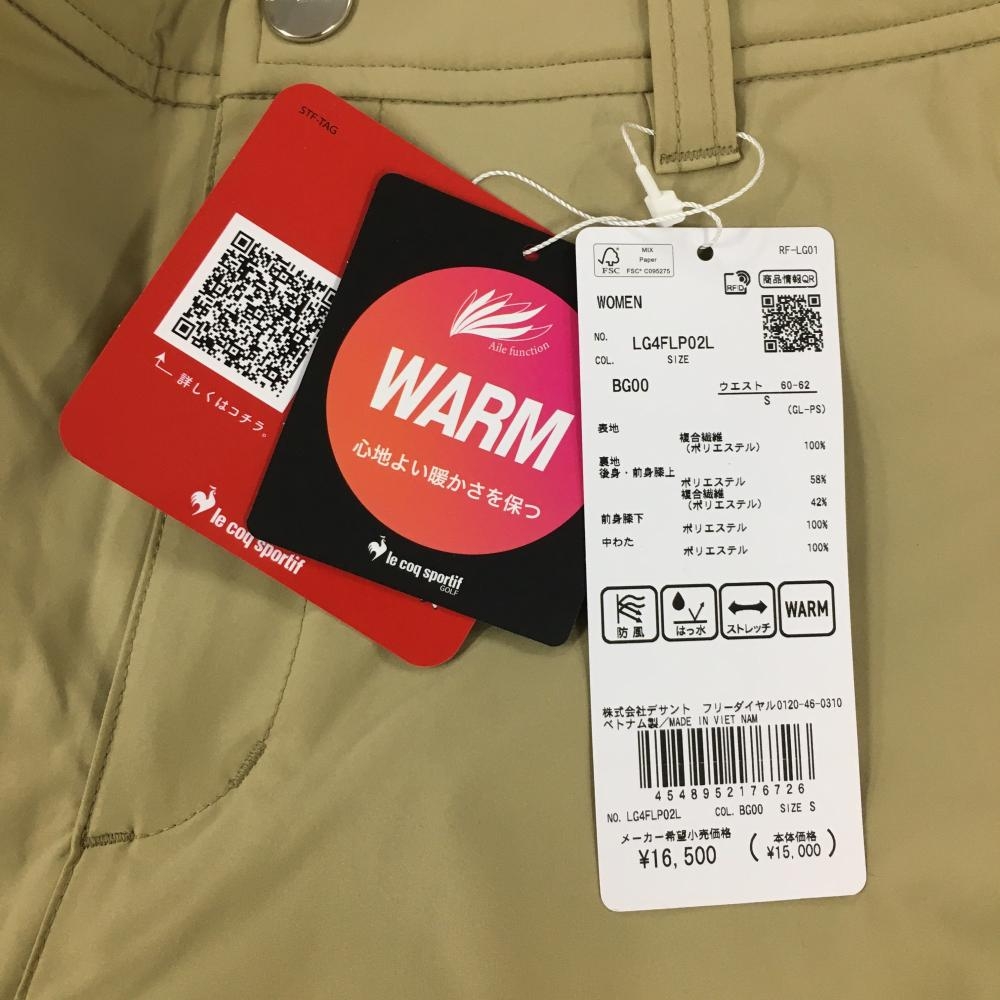 STF-TAG
詳しくはコチラ。
le coq sportif
Aile function
WARM
心地よい暖かさを保つ
le coq sportif
GOLF
FSC
MIX
Paper
FSC® C095275
RF-LG01
RFID
商品情報QR
WOMEN
NO. LG4FLP02L
COL. SIZE
BG00 ウエスト 60-62
S
(GL-PS)
表地
複合繊維
(ポリエステル) 100%
裏地
後身・前身膝上
ポリエステル 58%
複合繊維
(ポリエステル) 42%
前身膝下 ポリエステル 100%
中わた ポリエステル 100%
防風 はっ水 ストレッチ WARM
株式会社デサント フリーダイヤル0120-46-0310
ベトナム製/MADE IN VIET NAM
4548952176726
NO. LG4FLP02L COL. BG00 SIZE S
メーカー希望小売価格 (本体価格
¥16,500 ¥15,000)